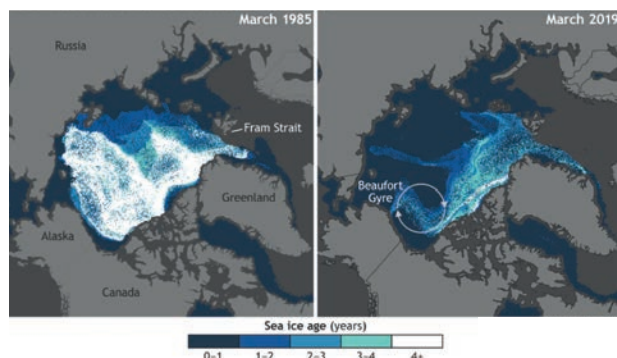 March 1985
March 2019
Russia
Fram Strait
Greenland
Beaufort
Gyre
Alaska
Canada
Sea ice age (years)
0–1 1–2 2–3 3–4 4+